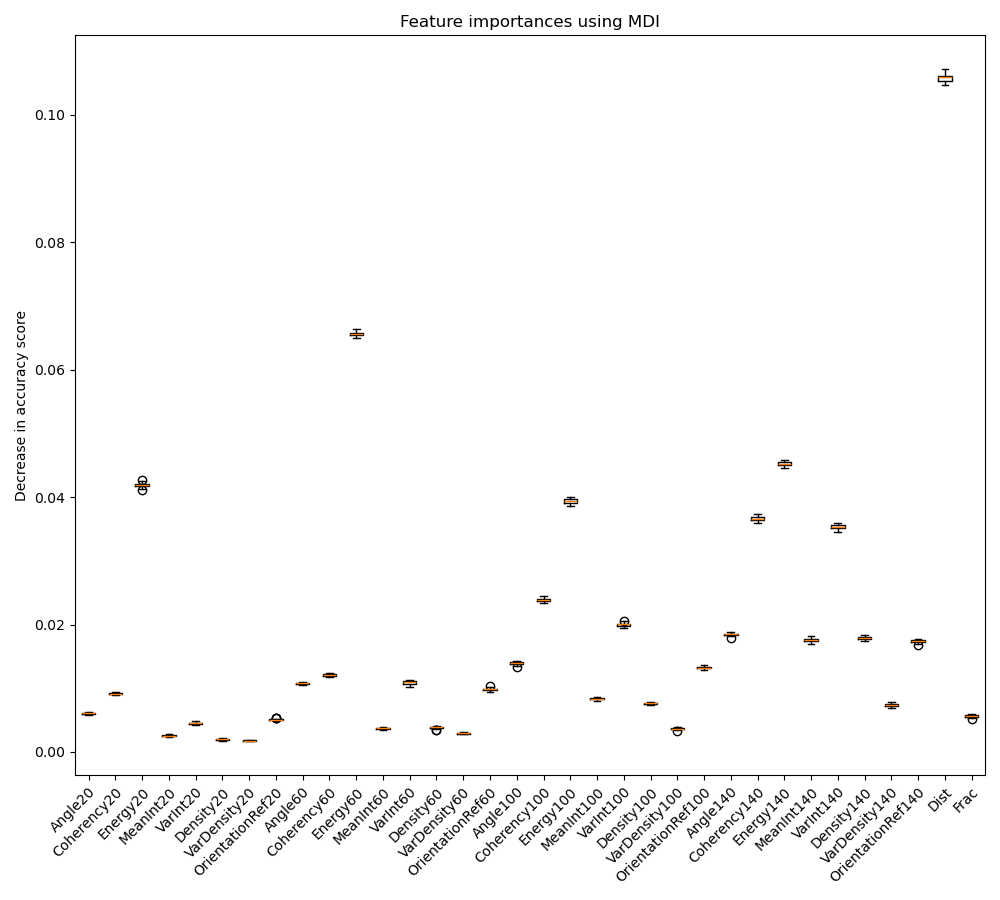 Feature importances using MDI
Decrease in accuracy score
0.10
0.08
0.06
0.04
0.02
0.00
Angle20
Coherency20
Energy20
MeanInt20
VarInt20
Density20
VarDensity20
OrientationRef20
Angle60
Coherency60
Energy60
MeanInt60
VarInt60
Density60
VarDensity60
OrientationRef60
Angle100
Coherency100
Energy100
MeanInt100
VarInt100
Density100
VarDensity100
OrientationRef100
Angle140
Coherency140
Energy140
MeanInt140
VarInt140
Density140
VarDensity140
OrientationRef140
Dist
Frac